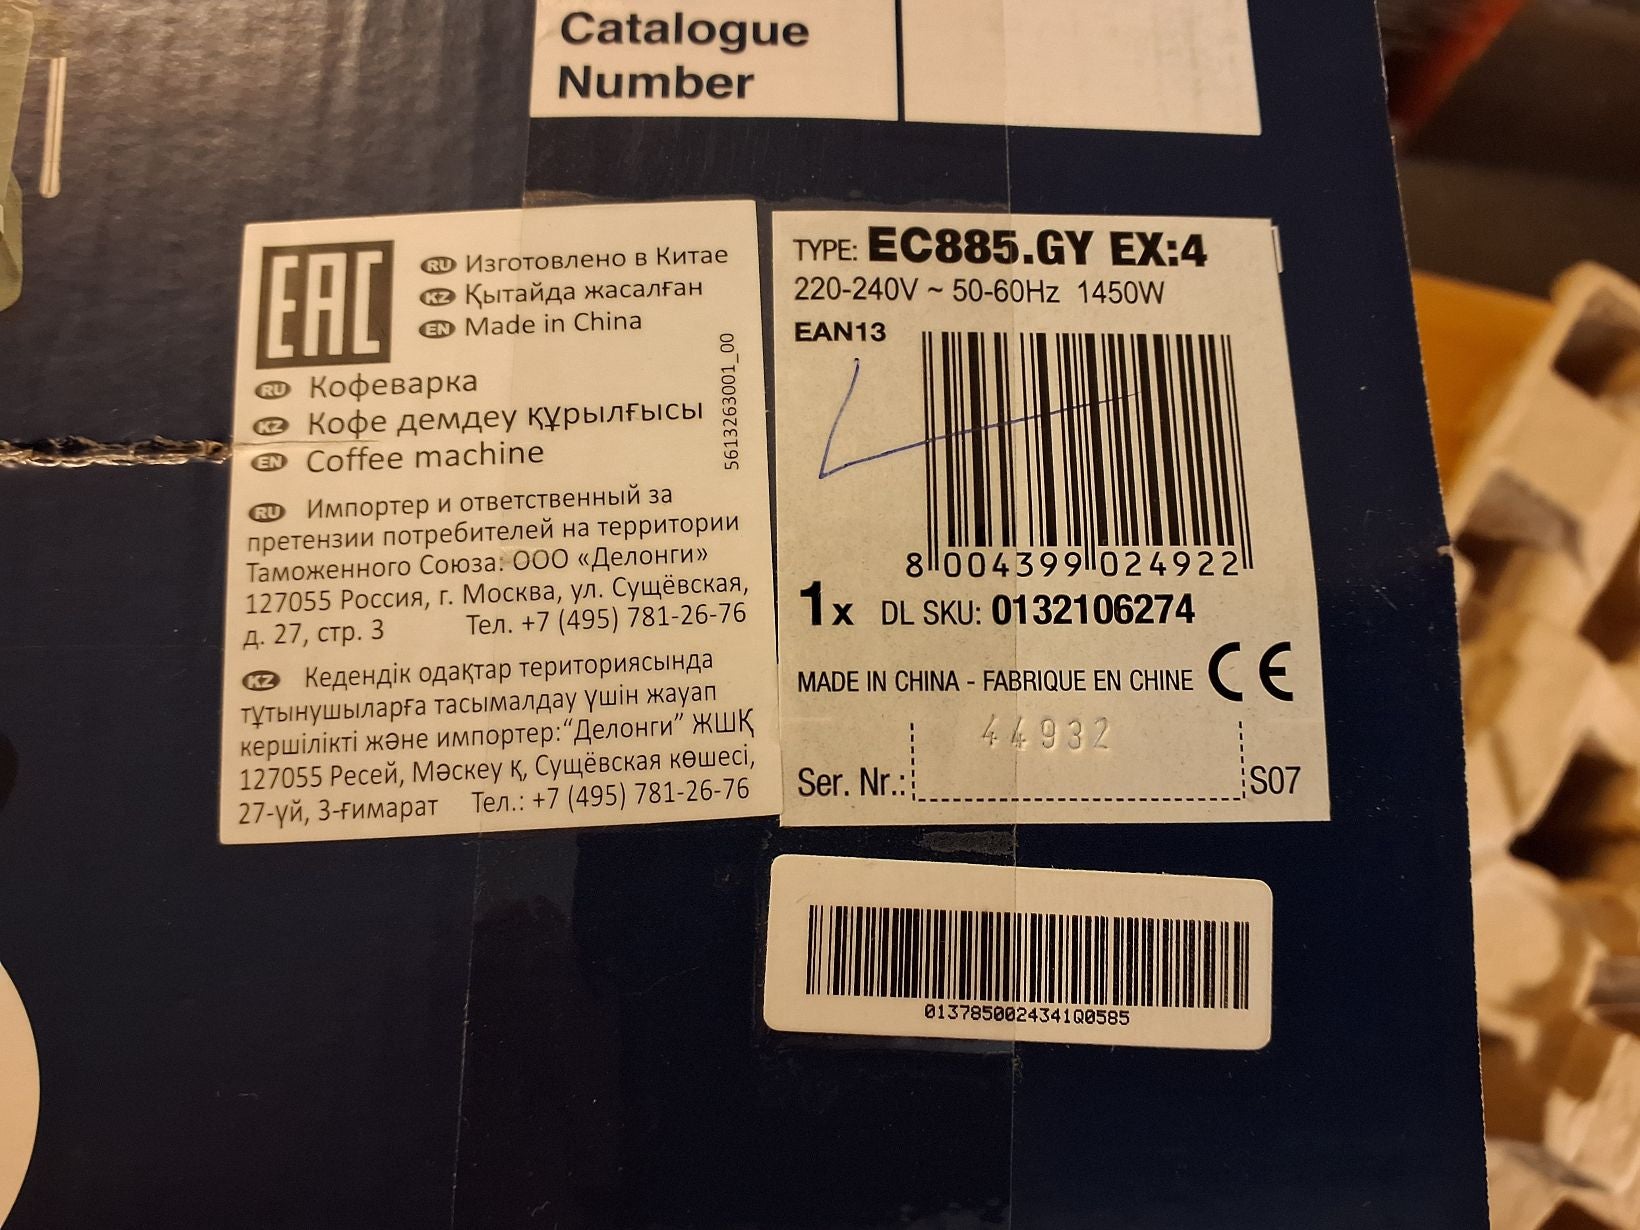 Catalogue
Number
EAC
RU Изготовлено в Китае
KZ Қытайда жасалған
EN Made in China
RU Кофеварка
KZ Кофе демдеу құрылғысы
EN Coffee machine
5613263001_00
RU Импортер и ответственный за
претензии потребителей на территории
Таможенного Союза: ООО «Делонги»
127055 Россия, г. Москва, ул. Сущёвская,
д. 27, стр. 3 Тел. +7 (495) 781-26-76
KZ Кедендік одақтар териториясында
тұтынушыларға тасымалдау үшін жауап
кершілікті және импортер:“Делонги” ЖШҚ
127055 Ресей, Мәскеу қ, Сущёвская көшесі,
27-үй, 3-ғимарат Тел.: +7 (495) 781-26-76
TYPE: EC885.GY EX:4
220-240V ~ 50-60Hz 1450W
EAN13
8 004399 024922
1x DL SKU: 0132106274
MADE IN CHINA - FABRIQUE EN CHINE CE
44932
Ser. Nr.: S07
0137850024341Q0585